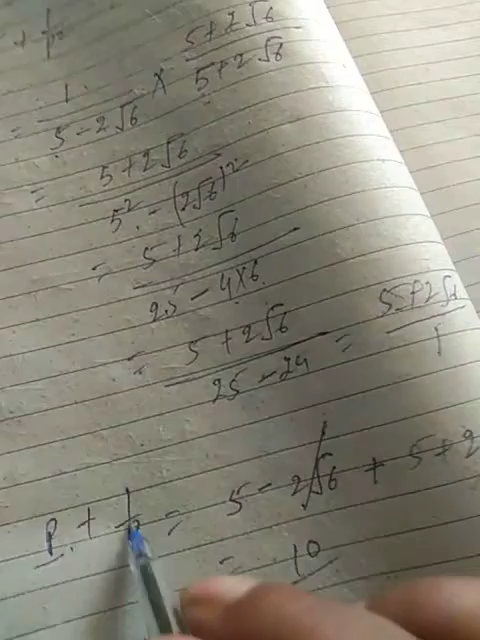 + 1/p
= 1/(5 - 2√6) × (5 + 2√6)/(5 + 2√6)
= (5 + 2√6)/(5² - (2√6)²)
= (5 + 2√6)/(25 - 4×6)
= (5 + 2√6)/(25 - 24) = (5 + 2√)/1
p + 1/p = 5 - 2√6 + 5 + 2
= 10